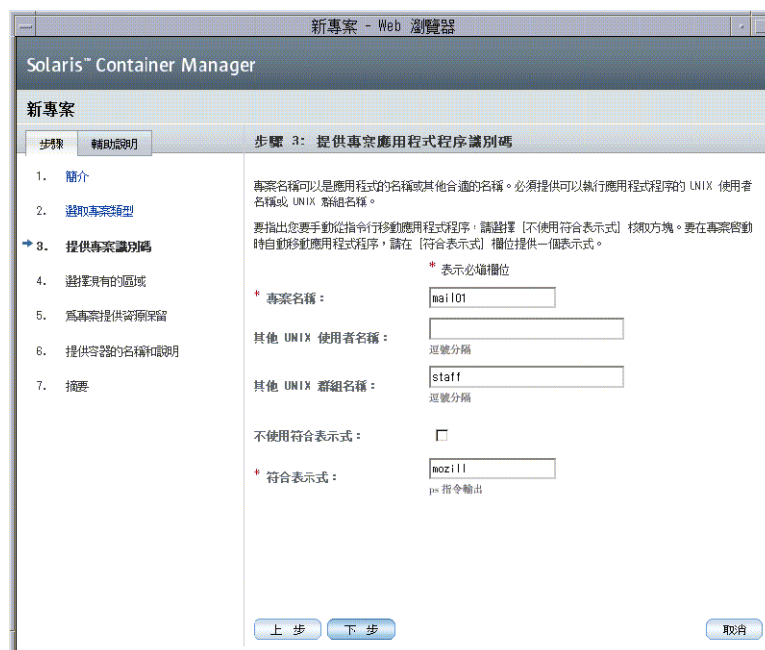 新專案 - Web 瀏覽器
Solaris™ Container Manager
新專案
步驟
輔助說明
步驟 3: 提供專案應用程式程序識別碼
1. 簡介
2. 選取專案類型
3. 提供專案識別碼
4. 選擇現有的區域
5. 為專案提供資源保留
6. 提供容器的名稱和說明
7. 摘要
專案名稱可以是應用程式的名稱或其他合適的名稱。必須提供可以執行應用程式程序的 UNIX 使用者
名稱或 UNIX 群組名稱。
要指出您要手動從指令行移動應用程式程序，請選擇 [不使用符合表示式] 核取方塊。要在專案啓動
時自動移動應用程式程序，請在 [符合表示式] 欄位提供一個表示式。
* 表示必填欄位
* 專案名稱：
mail01
其他 UNIX 使用者名稱：
逗號分隔
其他 UNIX 群組名稱：
staff
逗號分隔
不使用符合表示式：
* 符合表示式：
mozill
ps 指令輸出
上 步
下 步
取消